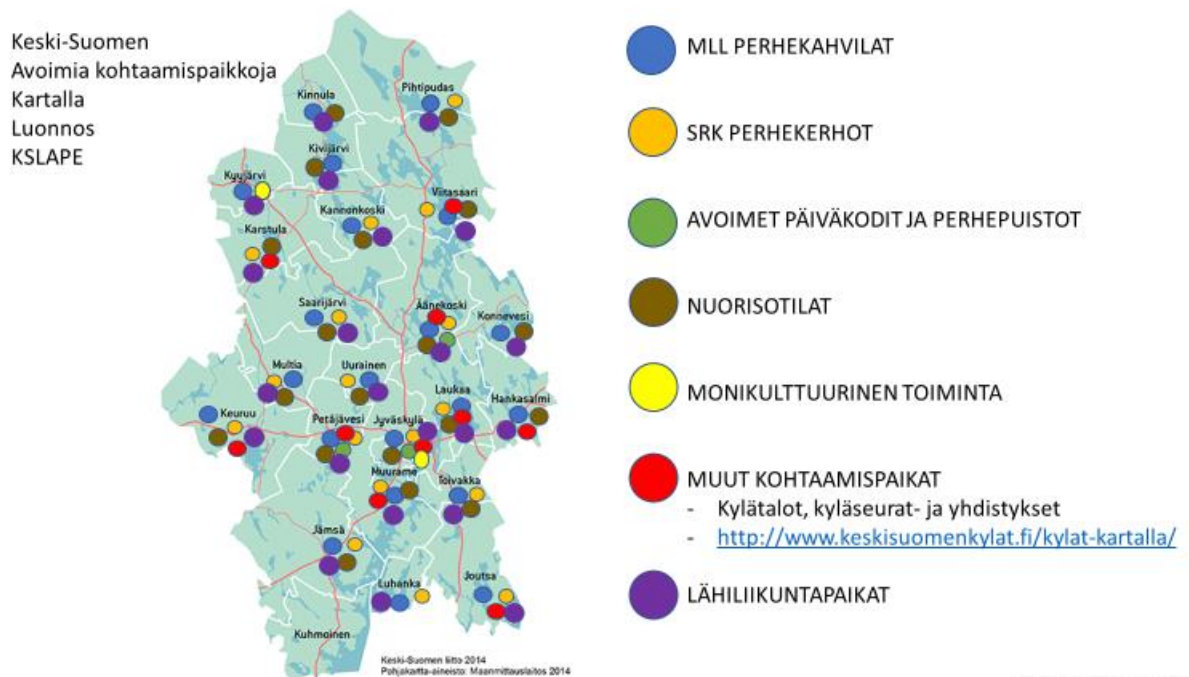 Keski-Suomen
Avoimia kohtaamispaikkoja
Kartalla
Luonnos
KSLAPE
Kinnula
Pihtipudas
Kivijärvi
Kyyjärvi
Viitasaari
Kannonkoski
Karstula
Saarijärvi
Äänekoski
Konnevesi
Multia
Uurainen
Laukaa
Hankasalmi
Keuruu
Petäjävesi
Jyväskylä
Muurame
Toivakka
Jämsä
Luhanka
Joutsa
Kuhmoinen
Keski-Suomen liitto 2014
Pohjakartta-aineisto: Maanmittauslaitos 2014
MLL PERHEKAHVILAT
SRK PERHEKERHOT
AVOIMET PÄIVÄKODIT JA PERHEPUISTOT
NUORISOTILAT
MONIKULTTUURINEN TOIMINTA
MUUT KOHTAAMISPAIKAT
- Kylätalot, kyläseurat- ja yhdistykset
- http://www.keskisuomenkylat.fi/kylat-kartalla/
LÄHILIIKUNTAPAIKAT